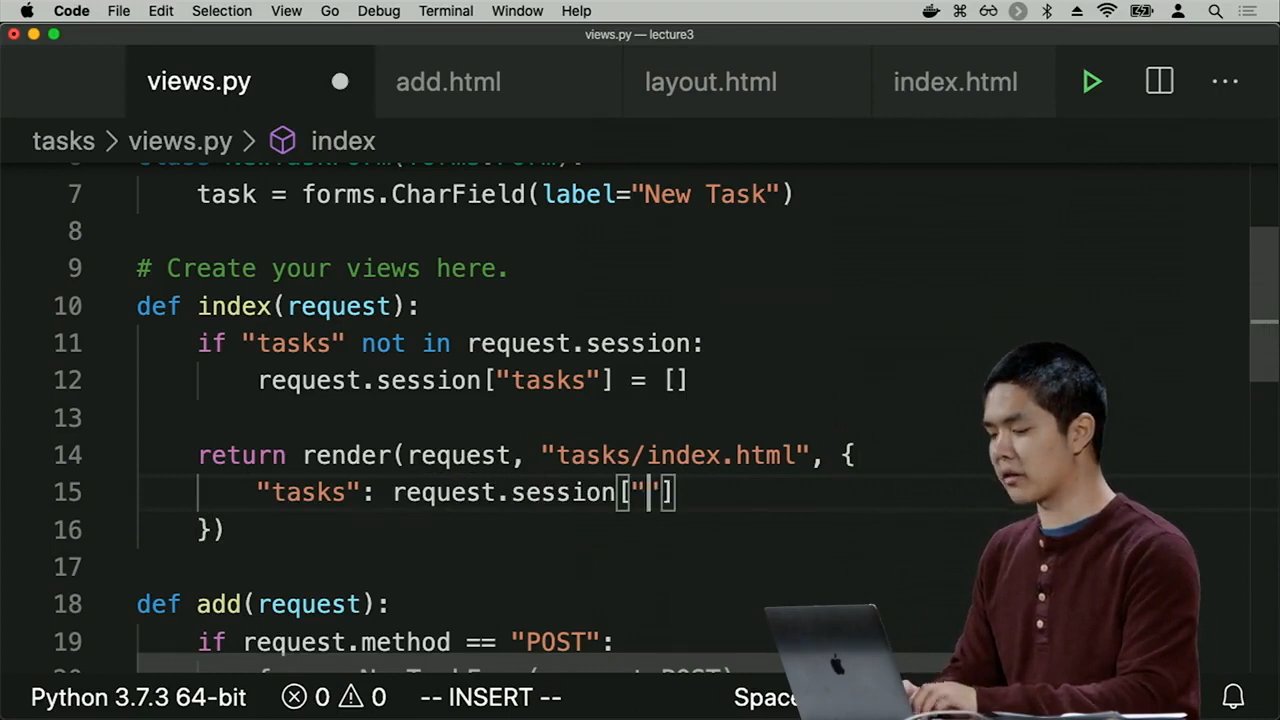 Code File Edit Selection View Go Debug Terminal Window Help
views.py — lecture3
views.py add.html layout.html index.html
tasks > views.py > index
7 task = forms.CharField(label="New Task")
8
9 # Create your views here.
10 def index(request):
11 if "tasks" not in request.session:
12 request.session["tasks"] = []
13
14 return render(request, "tasks/index.html", {
15 "tasks": request.session[""]
16 })
17
18 def add(request):
19 if request.method == "POST":
Python 3.7.3 64-bit 0 0 -- INSERT --